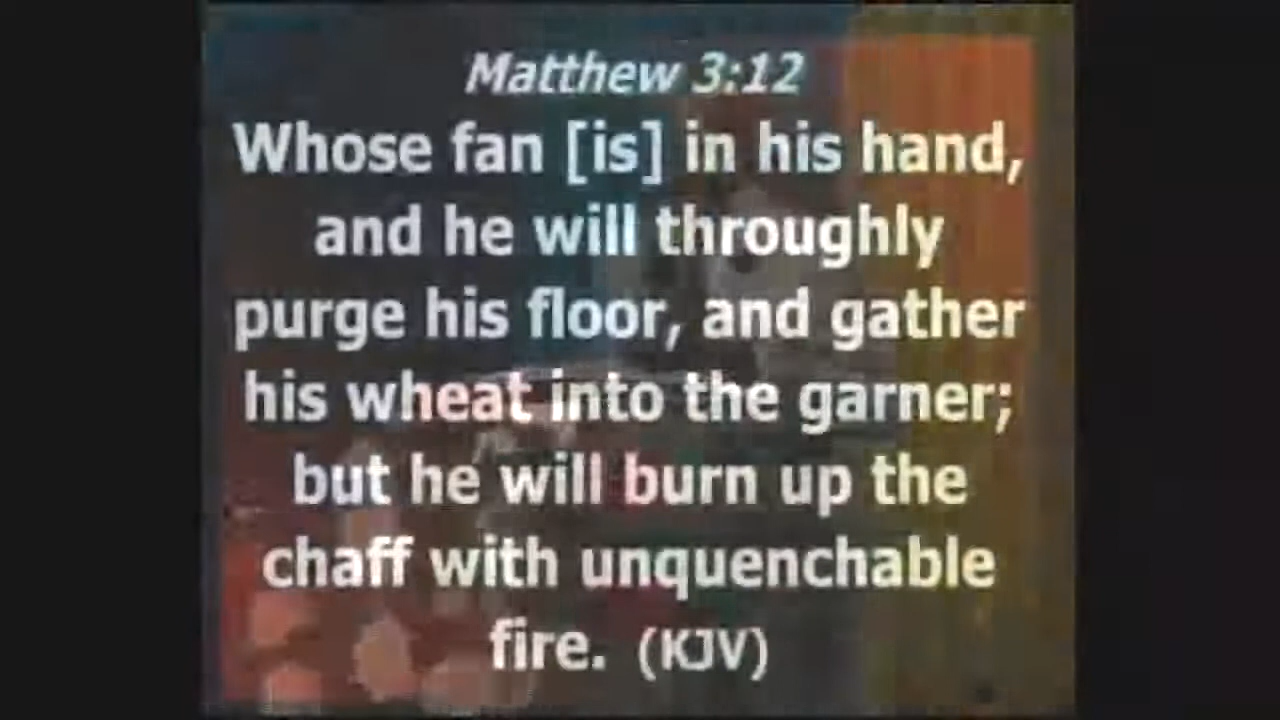 Matthew 3:12
Whose fan [is] in his hand,
and he will throughly
purge his floor, and gather
his wheat into the garner;
but he will burn up the
chaff with unquenchable
fire. (KJV)